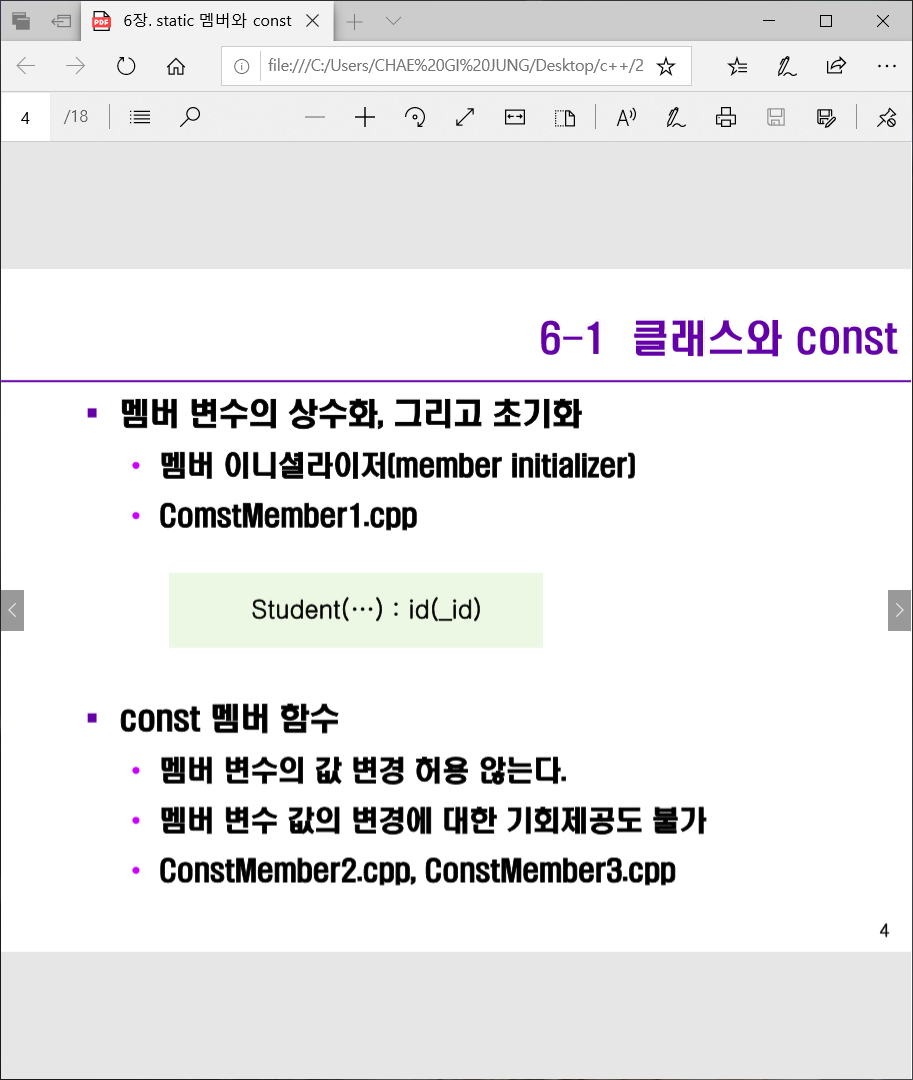 6장. static 멤버와 const
file:///C:/Users/CHAE%20GI%20JUNG/Desktop/c++/2
4 /18
6-1 클래스와 const
멤버 변수의 상수화, 그리고 초기화
멤버 이니셜라이저(member initializer)
ComstMember1.cpp
Student(…) : id(_id)
const 멤버 함수
멤버 변수의 값 변경 허용 않는다.
멤버 변수 값의 변경에 대한 기회제공도 불가
ConstMember2.cpp, ConstMember3.cpp
4